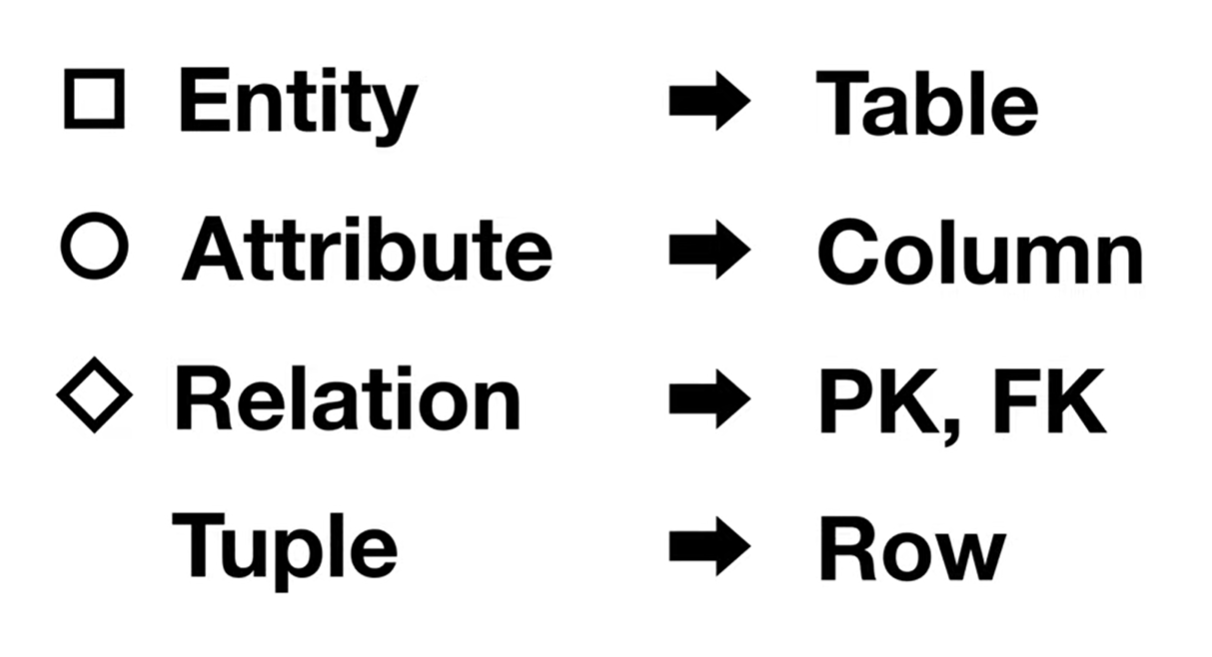 Entity Table
Attribute Column
Relation PK, FK
Tuple Row